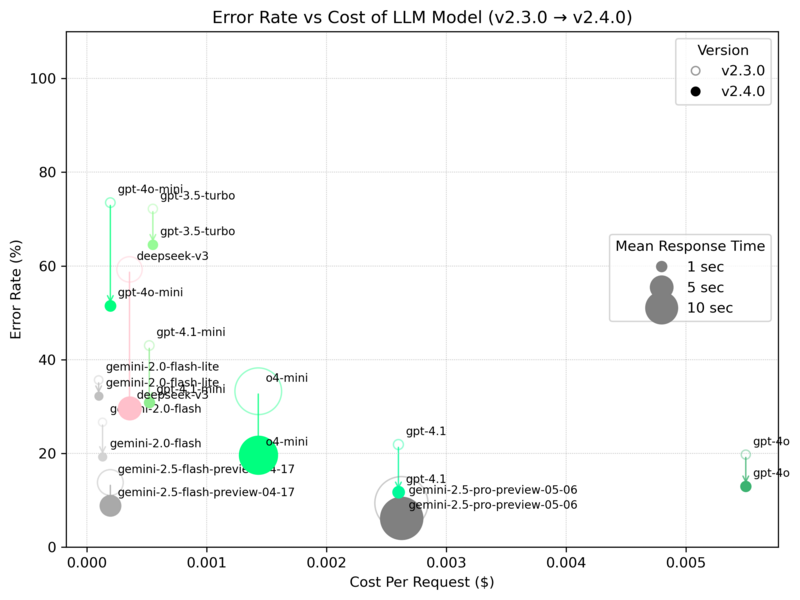 Error Rate vs Cost of LLM Model (v2.3.0 → v2.4.0)
Version
v2.3.0
v2.4.0
100
80
60
40
20
0
Error Rate (%)
gpt-4o-mini
gpt-3.5-turbo
gpt-3.5-turbo
deepseek-v3
gpt-4o-mini
Mean Response Time
1 sec
5 sec
10 sec
gpt-4.1-mini
gemini-2.0-flash-lite
gemini-2.0-flash-lite
gpt-4.1-mini
deepseek-v3
gemini-2.0-flash
o4-mini
gemini-2.0-flash
o4-mini
gpt-4.1
gpt-4o
gemini-2.5-flash-preview-04-17
gemini-2.5-flash-preview-04-17
gpt-4.1
gpt-4o
gemini-2.5-pro-preview-05-06
gemini-2.5-pro-preview-05-06
0.000
0.001
0.002
0.003
0.004
0.005
Cost Per Request ($)